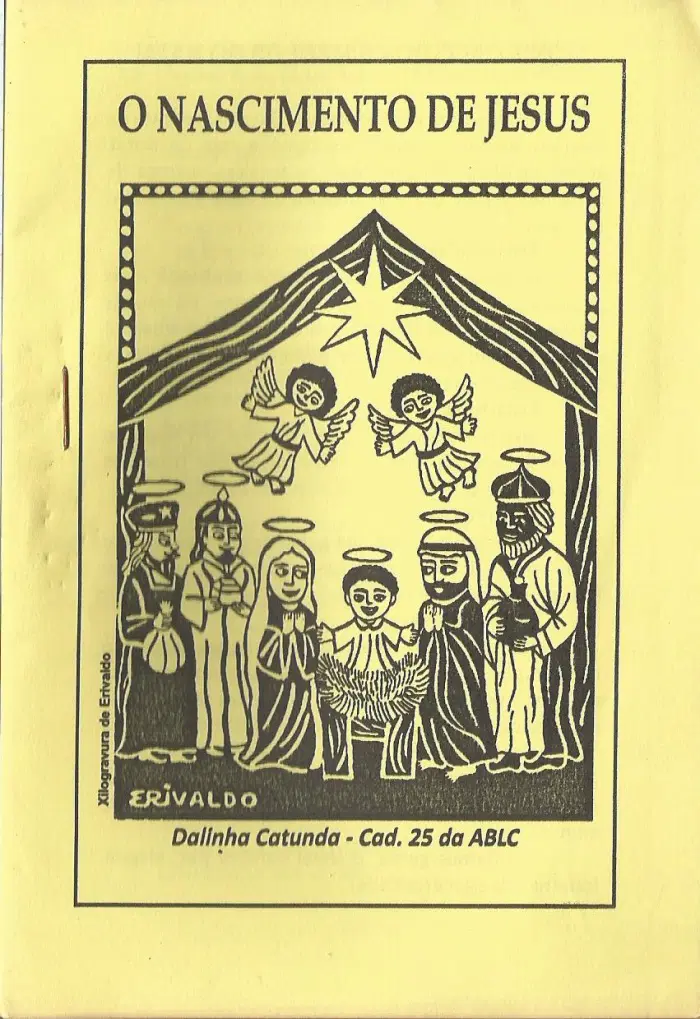 O NASCIMENTO DE JESUS
Xilogravura de Erivaldo
ERIVALDO
Dalinha Catunda - Cad. 25 da ABLC